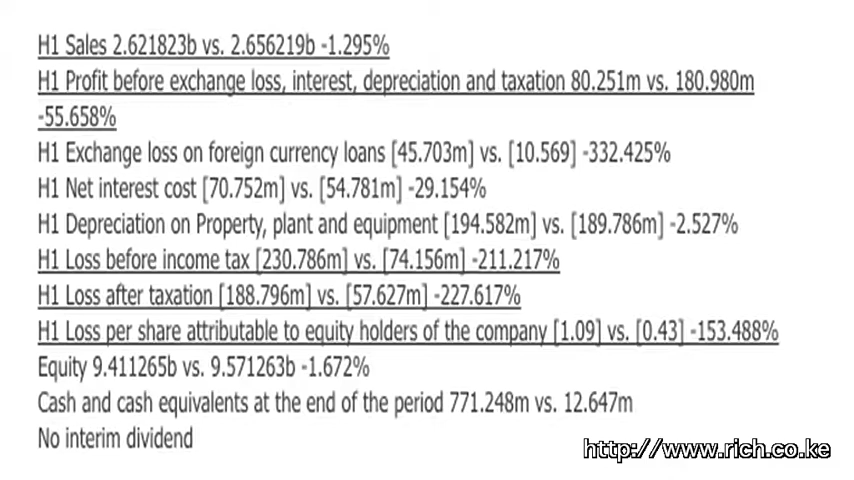 H1 Sales 2.621823b vs. 2.656219b -1.295%
H1 Profit before exchange loss, interest, depreciation and taxation 80.251m vs. 180.980m
-55.658%
H1 Exchange loss on foreign currency loans [45.703m] vs. [10.569] -332.425%
H1 Net interest cost [70.752m] vs. [54.781m] -29.154%
H1 Depreciation on Property, plant and equipment [194.582m] vs. [189.786m] -2.527%
H1 Loss before income tax [230.786m] vs. [74.156m] -211.217%
H1 Loss after taxation [188.796m] vs. [57.627m] -227.617%
H1 Loss per share attributable to equity holders of the company [1.09] vs. [0.43] -153.488%
Equity 9.411265b vs. 9.571263b -1.672%
Cash and cash equivalents at the end of the period 771.248m vs. 12.647m
No interim dividend
http://www.rich.co.ke